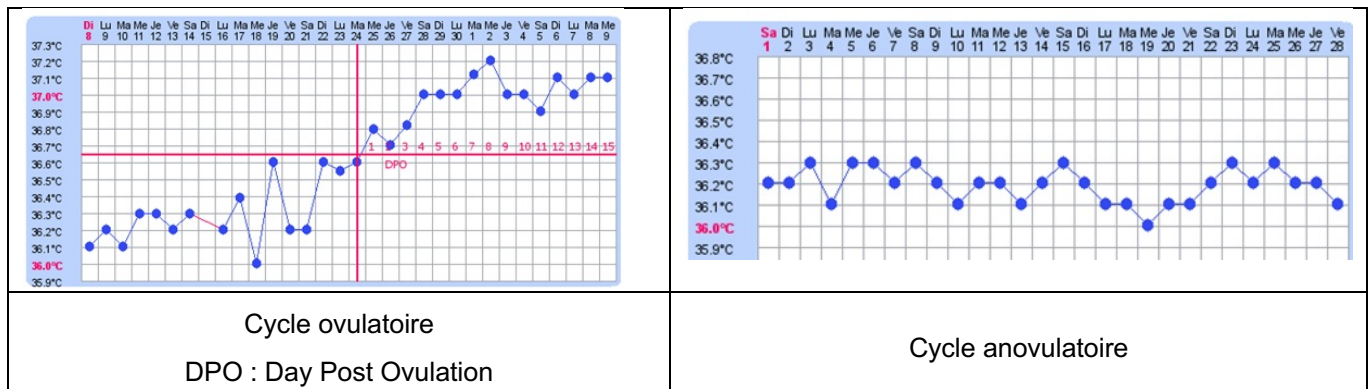 Di Lu Ma Me Je Ve Sa Di Lu Ma Me Je Ve Sa Di Lu Ma Me Je Ve Sa Di Lu Ma Me Je Ve Sa Di Lu Ma Me
8 9 10 11 12 13 14 15 16 17 18 19 20 21 22 23 24 25 26 27 28 29 30 1 2 3 4 5 6 7 8 9
37.3°C
37.2°C
37.1°C
37.0°C
36.9°C
36.8°C
36.7°C
1 3 4 5 6 7 8 9 10 11 12 13 14 15
DPO
36.6°C
36.5°C
36.4°C
36.3°C
36.2°C
36.1°C
36.0°C
35.9°C
Sa Di Lu Ma Me Je Ve Sa Di Lu Ma Me Je Ve Sa Di Lu Ma Me Je Ve Sa Di Lu Ma Me Je Ve
1 2 3 4 5 6 7 8 9 10 11 12 13 14 15 16 17 18 19 20 21 22 23 24 25 26 27 28
36.8°C
36.7°C
36.6°C
36.5°C
36.4°C
36.3°C
36.2°C
36.1°C
36.0°C
35.9°C
Cycle ovulatoire
DPO : Day Post Ovulation
Cycle anovulatoire